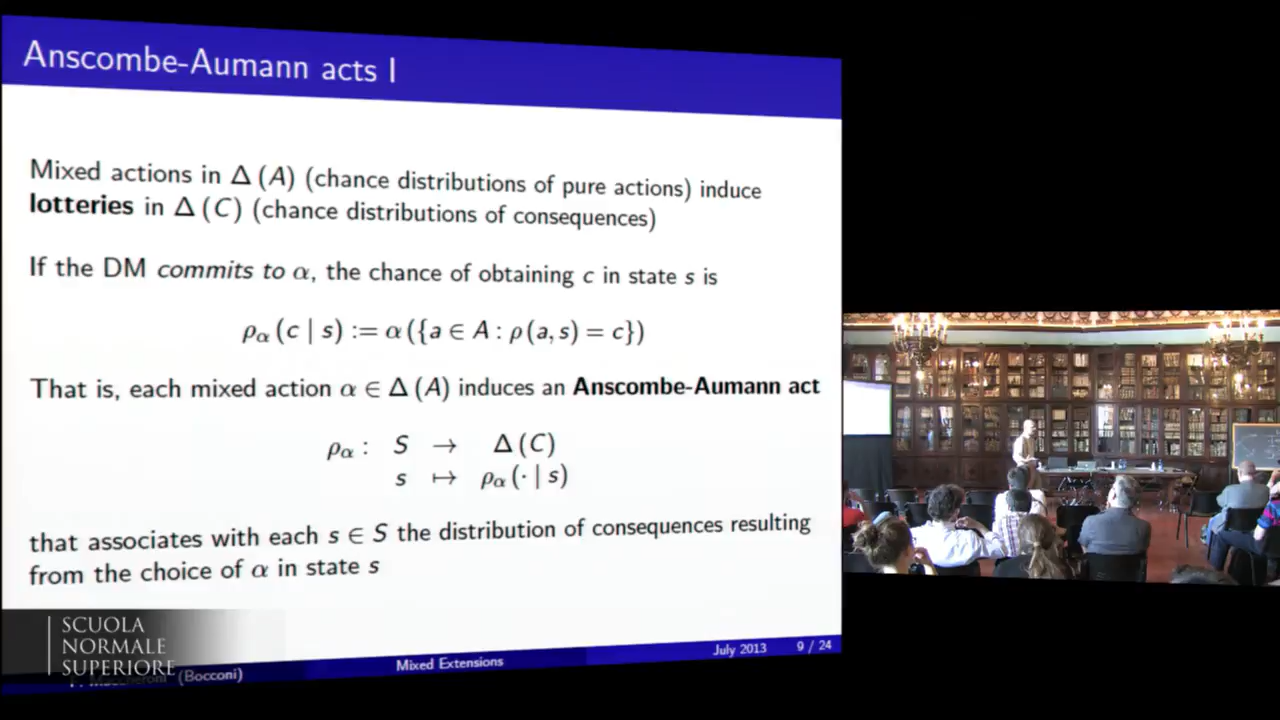 Anscombe-Aumann acts I
Mixed actions in Δ (A) (chance distributions of pure actions) induce
lotteries in Δ (C) (chance distributions of consequences)
If the DM commits to α, the chance of obtaining c in state s is
ρα (c | s) := α ({a ∈ A : ρ (a, s) = c})
That is, each mixed action α ∈ Δ (A) induces an Anscombe-Aumann act
ρα : S → Δ (C)
s ↦ ρα (· | s)
that associates with each s ∈ S the distribution of consequences resulting
from the choice of α in state s
SCUOLA
NORMALE
SUPERIORE
(Bocconi)
Mixed Extensions
July 2013
9 / 24